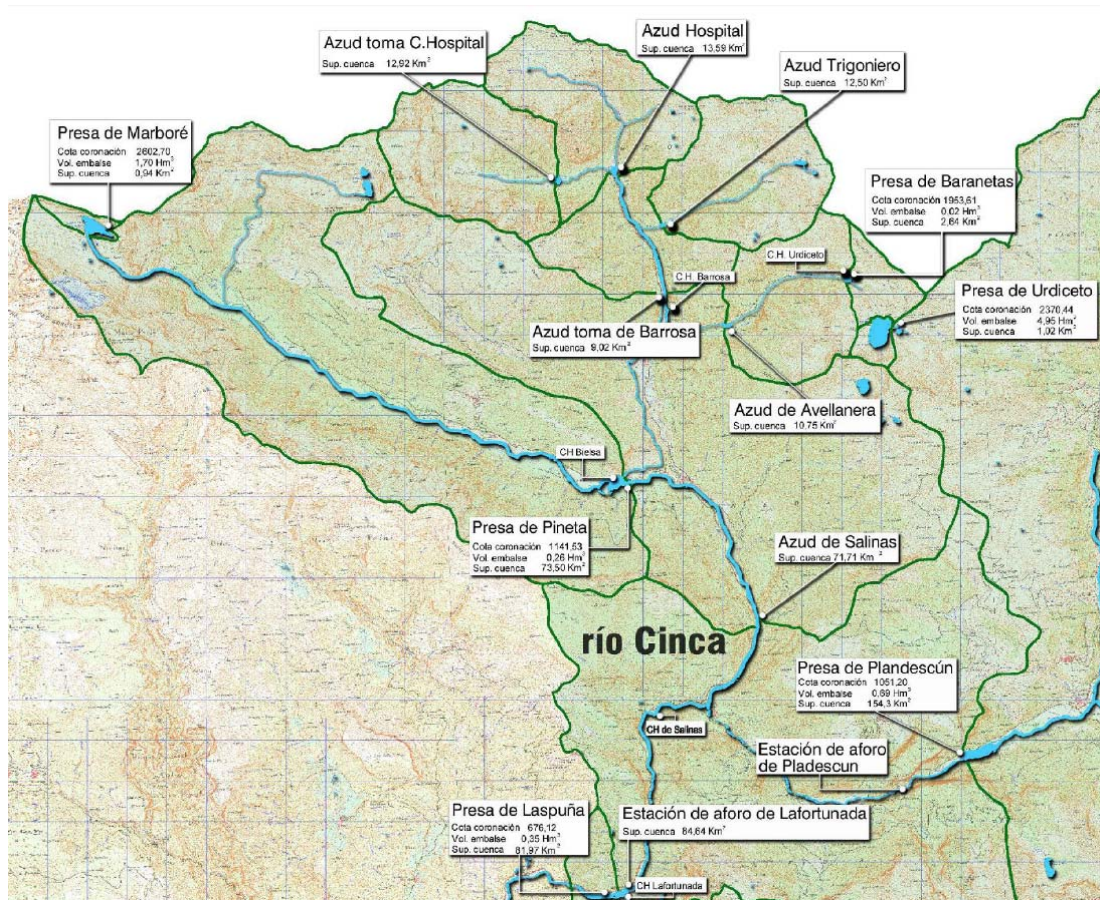 Azud toma C.Hospital
Sup. cuenca 12,92 Km²
Azud Hospital
Sup. cuenca 13,59 Km²
Azud Trigoniero
Sup. cuenca 12,50 Km²
Presa de Marboré
Cota coronación 2602,70
Vol. embalse 1,70 Hm³
Sup. cuenca 0,94 Km²
Presa de Baranetas
Cota coronación 1953,61
Vol. embalse 0,02 Hm³
Sup. cuenca 2,64 Km²
C.H. Urdiceto
C.H. Barrosa
Presa de Urdiceto
Cota coronación 2370,44
Vol. embalse 4,95 Hm³
Sup. cuenca 1,02 Km²
Azud toma de Barrosa
Sup. cuenca 9,02 Km²
Azud de Avellanera
Sup. cuenca 10,75 Km²
CH Bielsa
Presa de Pineta
Cota coronación 1141,53
Vol. embalse 0,26 Hm³
Sup. cuenca 73,50 Km²
Azud de Salinas
Sup. cuenca 71,71 Km²
río Cinca
Presa de Plandescún
Cota coronación 1051,20
Vol. embalse 0,69 Hm³
Sup. cuenca 154,3 Km²
CH de Salinas
Estación de aforo
de Pladescun
Presa de Laspuña
Cota coronación 676,12
Vol. embalse 0,35 Hm³
Sup. cuenca 81,97 Km²
Estación de aforo de Lafortunada
Sup. cuenca 84,64 Km²
CH Lafortunada